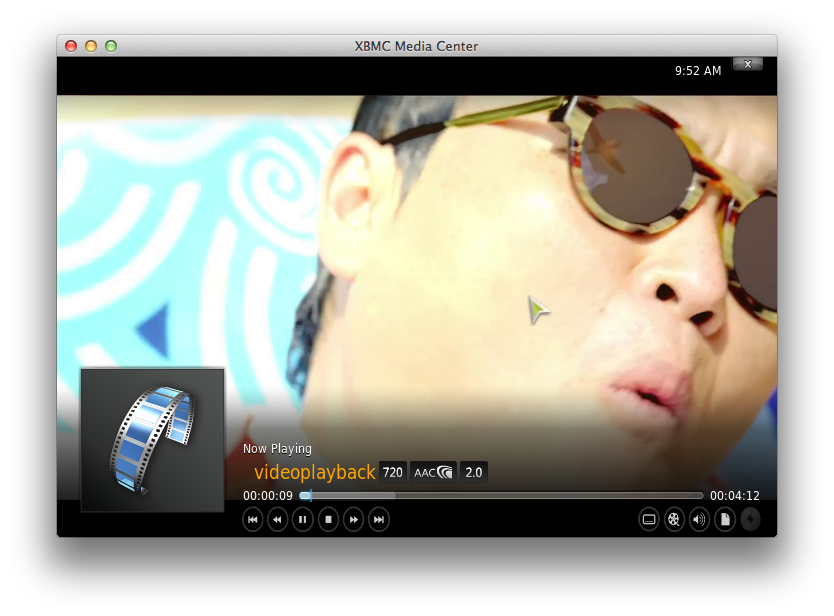 XBMC Media Center
9:52 AM
x
Now Playing
videoplayback 720 AAC 2.0
00:00:09 00:04:12